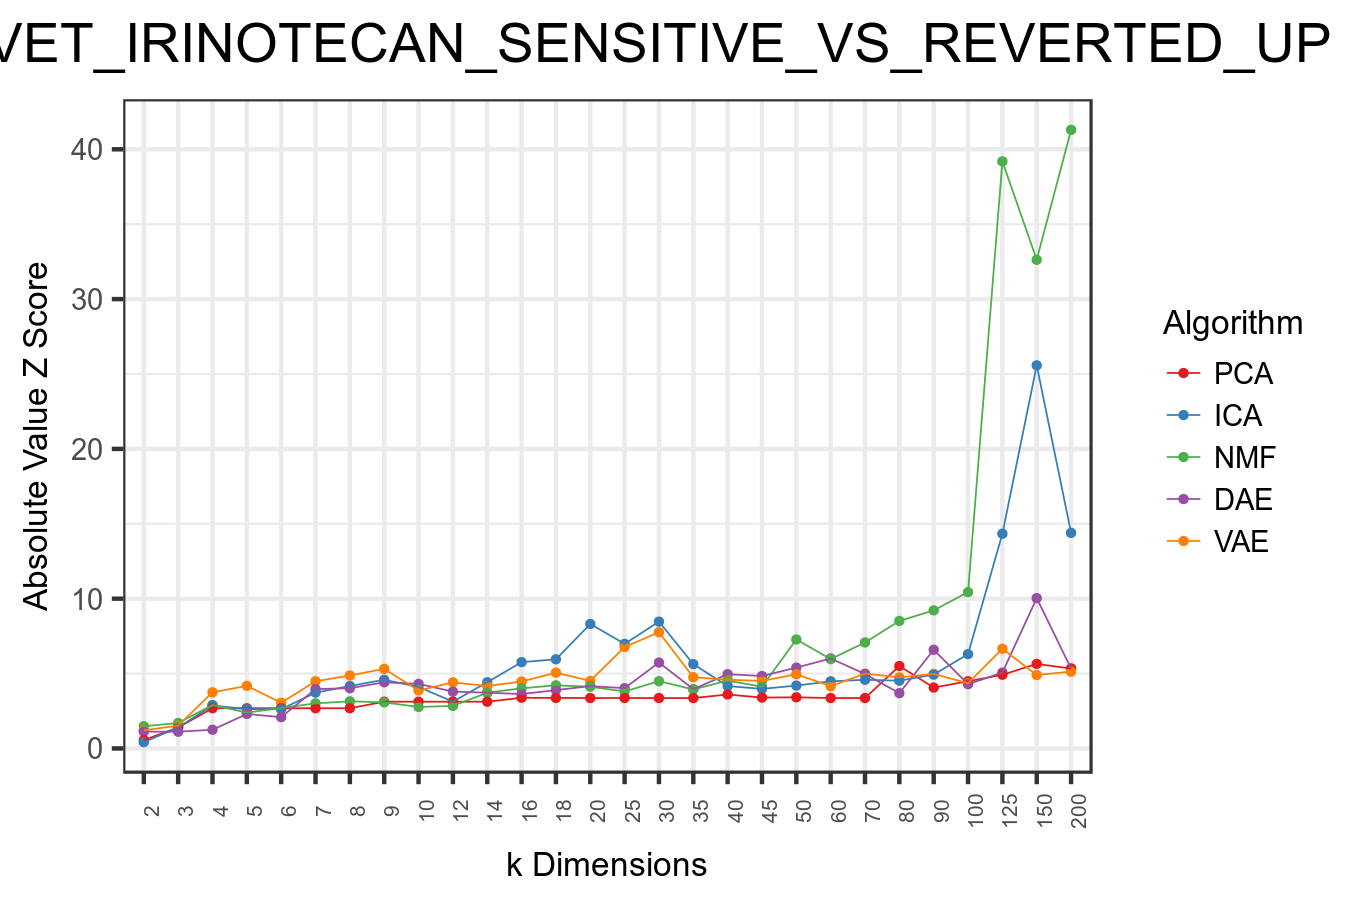 VET_IRINOTECAN_SENSITIVE_VS_REVERTED_UP
40
30
20
10
0
Absolute Value Z Score
2 3 4 5 6 7 8 9 10 12 14 16 18 20 25 30 35 40 45 50 60 70 80 90 100 125 150 200
k Dimensions
Algorithm
PCA
ICA
NMF
DAE
VAE